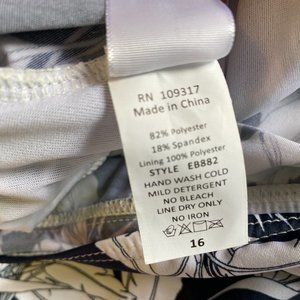 RN 109317
Made in China
82% Polyester
18% Spandex
Lining 100% Polyester
STYLE EB882
HAND WASH COLD
MILD DETERGENT
NO BLEACH
LINE DRY ONLY
NO IRON
16